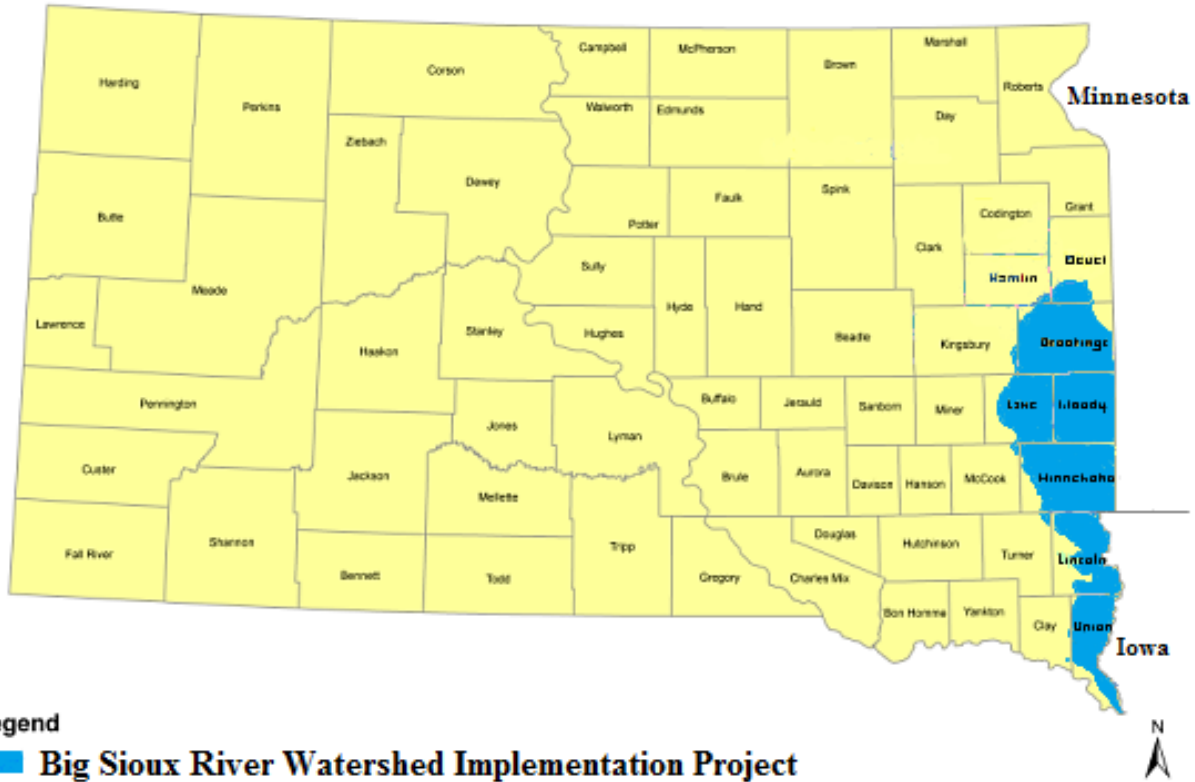 Campbell
McPherson
Marshall
Harding
Corson
Brown
Perkins
Roberts
Minnesota
Walworth
Edmunds
Day
Ziebach
Dewey
Faulk
Spink
Butte
Potter
Codington
Grant
Clark
Deuel
Sully
Hamlin
Meade
Hyde
Hand
Lawrence
Stanley
Hughes
Beadle
Kingsbury
Brookings
Haakon
Pennington
Buffalo
Jerauld
Sanborn
Miner
Lake
Moody
Jones
Lyman
Custer
Jackson
Brule
Aurora
Davison
Hanson
McCook
Minnehaha
Mellette
Fall River
Shannon
Tripp
Douglas
Hutchinson
Turner
Lincoln
Bennett
Todd
Gregory
Charles Mix
Bon Homme
Yankton
Clay
Union
Iowa
egend
N
Big Sioux River Watershed Implementation Project